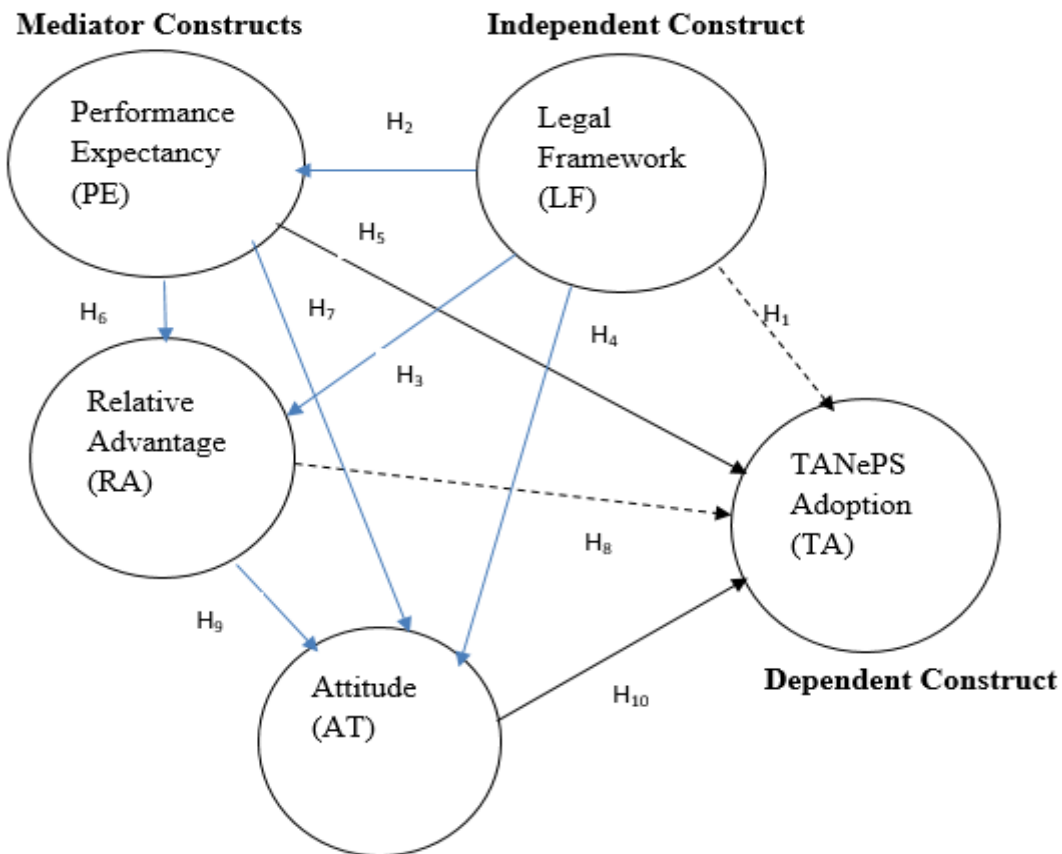 Mediator Constructs
Independent Construct
Performance
Expectancy
(PE)
H₂
Legal
Framework
(LF)
H₅
H₆
H₇
H₄
H₁
H₃
Relative
Advantage
(RA)
TANePS
Adoption
(TA)
H₈
H₉
Attitude
(AT)
H₁₀
Dependent Construct